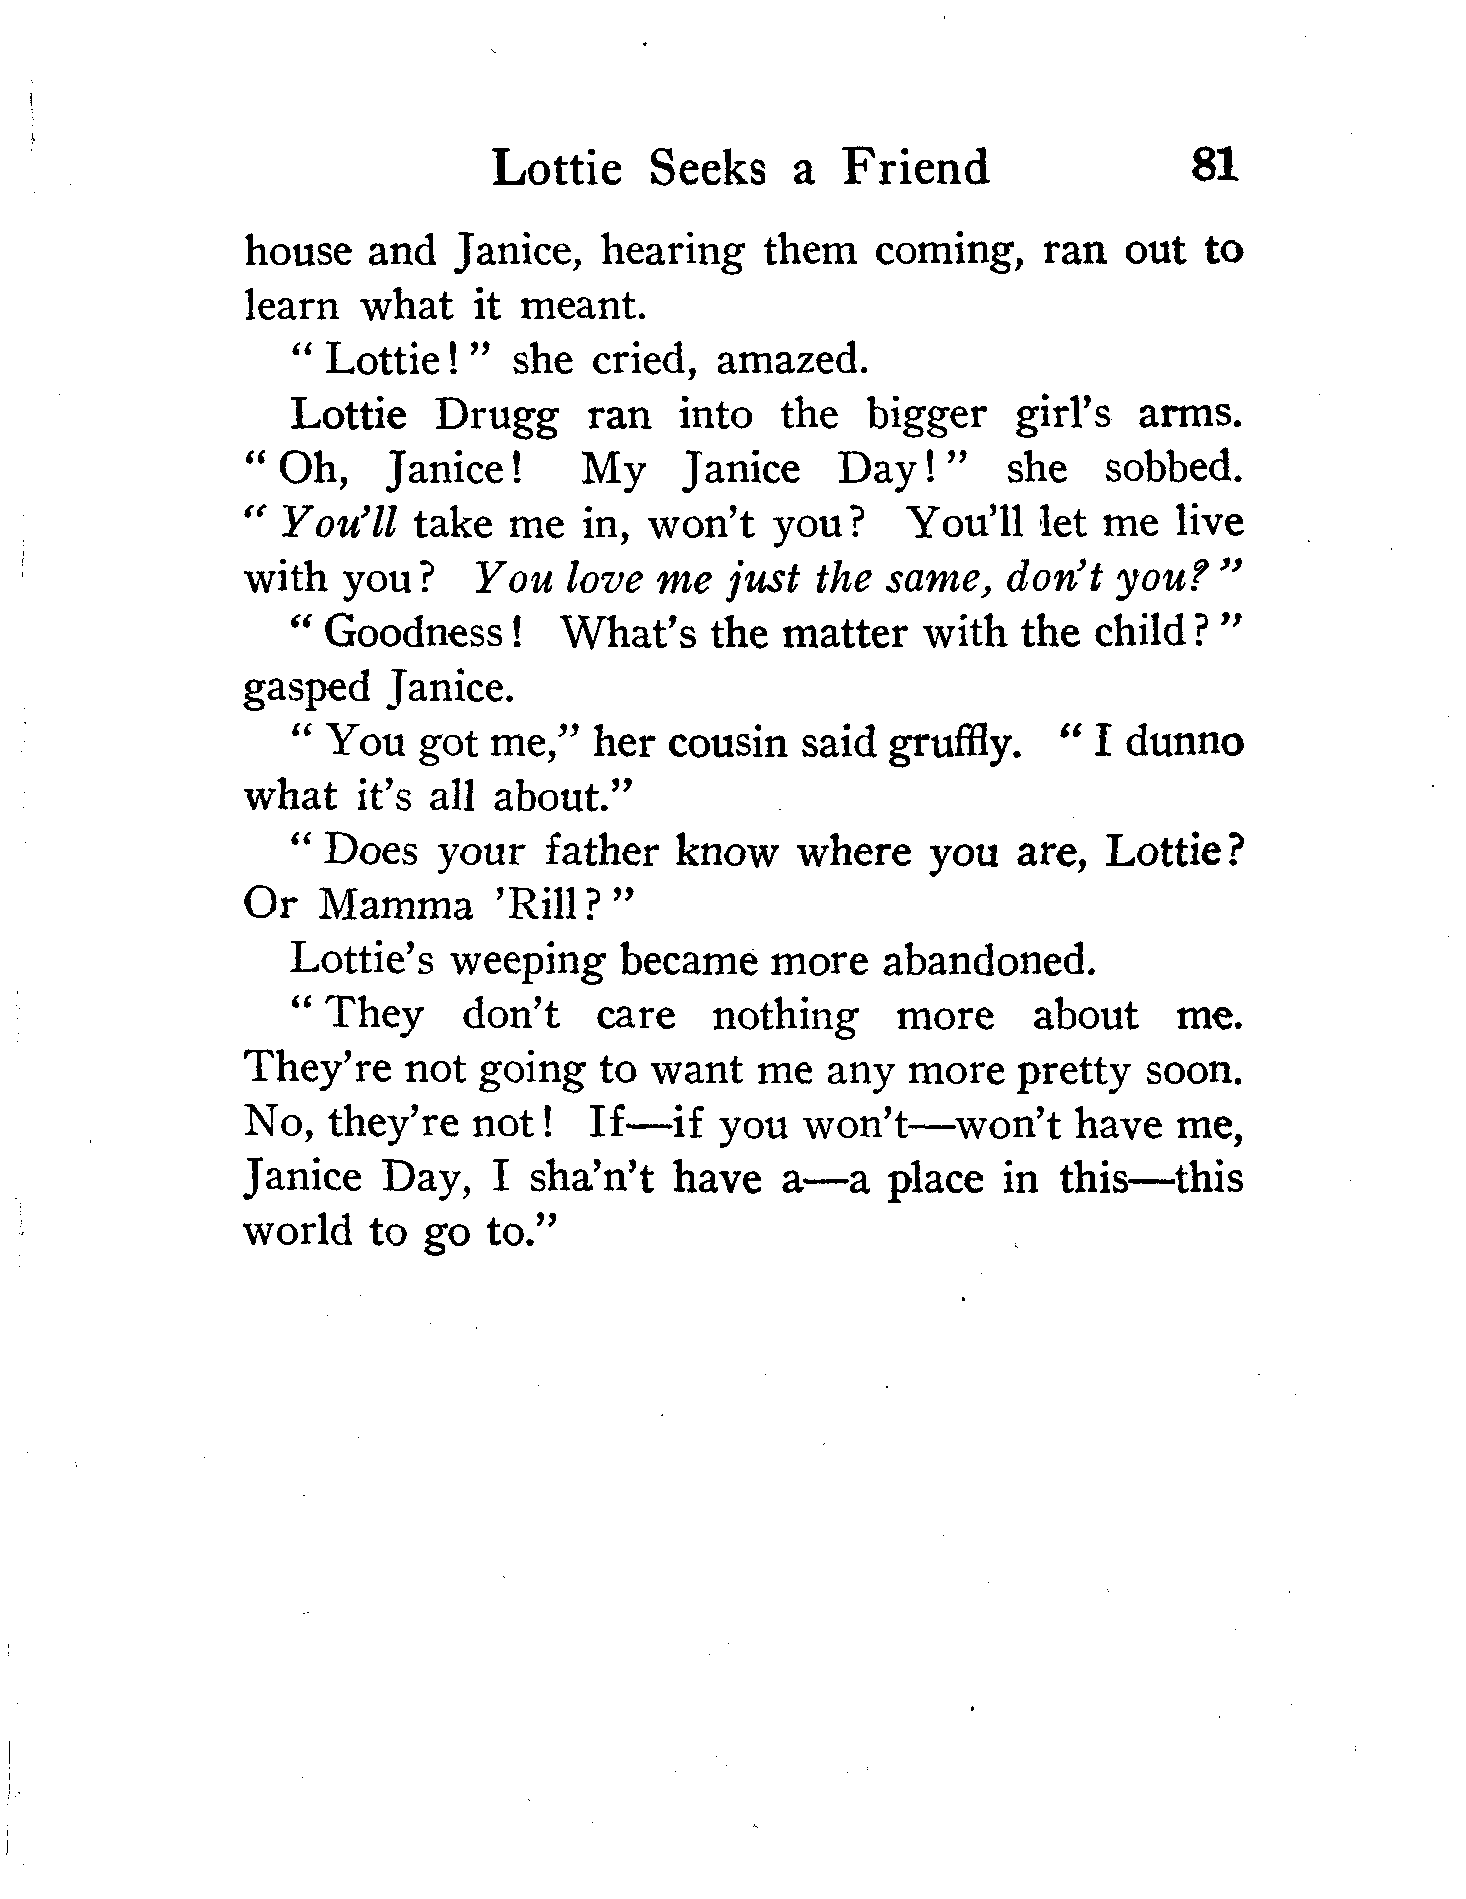 Lottie Seeks a Friend 81
house and Janice, hearing them coming, ran out to
learn what it meant.
“ Lottie! ” she cried, amazed.
Lottie Drugg ran into the bigger girl’s arms.
“ Oh, Janice! My Janice Day! ” she sobbed.
“ You’ll take me in, won’t you? You’ll let me live
with you? You love me just the same, don’t you? ”
“ Goodness! What’s the matter with the child? ”
gasped Janice.
“ You got me,” her cousin said gruffly. “ I dunno
what it’s all about.”
“ Does your father know where you are, Lottie?
Or Mamma ’Rill? ”
Lottie’s weeping became more abandoned.
“ They don’t care nothing more about me.
They’re not going to want me any more pretty soon.
No, they’re not! If—if you won’t—won’t have me,
Janice Day, I sha’n’t have a—a place in this—this
world to go to.”